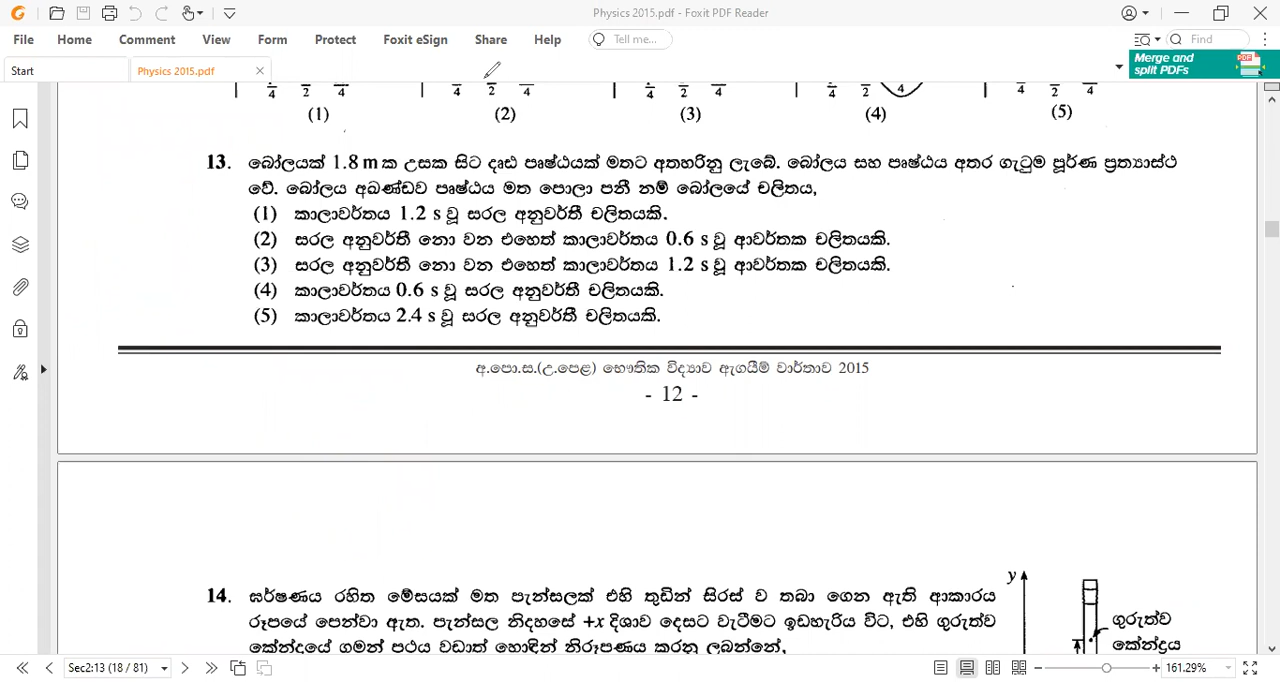 Physics 2015.pdf - Foxit PDF Reader
File Home Comment View Form Protect Foxit eSign Share Help Tell me... Find
Start Physics 2015.pdf
Merge and
split PDFs
(1) (2) (3) (4) (5)
13. බෝලයක් 1.8 m ක උසක සිට දෘඪ පෘෂ්ඨයක් මතට අතහරිනු ලැබේ. බෝලය සහ පෘෂ්ඨය අතර ගැටුම පූර්ණ ප්‍රත්‍යාස්ථ
වේ. බෝලය අඛණ්ඩව පෘෂ්ඨය මත පොලා පනී නම් බෝලයේ චලිතය,
(1) කාලාවර්තය 1.2 s වූ සරල අනුවර්තී චලිතයකි.
(2) සරල අනුවර්තී නො වන එහෙත් කාලාවර්තය 0.6 s වූ ආවර්තක චලිතයකි.
(3) සරල අනුවර්තී නො වන එහෙත් කාලාවර්තය 1.2 s වූ ආවර්තක චලිතයකි.
(4) කාලාවර්තය 0.6 s වූ සරල අනුවර්තී චලිතයකි.
(5) කාලාවර්තය 2.4 s වූ සරල අනුවර්තී චලිතයකි.
අ.පො.ස.(උ.පෙළ) භෞතික විද්‍යාව ඇගයීම් වාර්තාව 2015
- 12 -
14. ඝර්ෂණය රහිත මේසයක් මත පැන්සලක් එහි තුඩින් සිරස් ව තබා ගෙන ඇති ආකාරය
රූපයේ පෙන්වා ඇත. පැන්සල නිදහසේ +x දිශාව දෙසට වැටීමට ඉඩහැරිය විට, එහි ගුරුත්ව
කේන්ද්‍රයේ ගමන් පථය වඩාත් හොඳින් නිරූපණය කරනු ලබන්නේ,
y
ගුරුත්ව
කේන්ද්‍රය
Sec2:13 (18 / 81) 161.29%